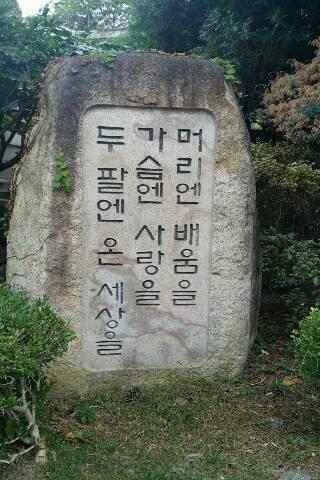 머리엔 배움을
가슴엔 사랑을
두 팔엔 온 세상을